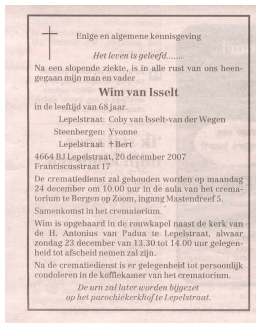 Enige en algemene kennisgeving
Het leven is geleefd.......
Na een slopende ziekte, is in alle rust van ons heen-
gegaan mijn man en vader
Wim van Isselt
in de leeftijd van 68 jaar.
Lepelstraat: Coby van Isselt-van der Wegen
Steenbergen: Yvonne
Lepelstraat: ✝Bert
4664 BJ Lepelstraat, 20 december 2007
Franciscusstraat 17
De crematiedienst zal gehouden worden op maandag
24 december om 10.00 uur in de aula van het crema-
torium te Bergen op Zoom, ingang Mastendreef 5.
Samenkomst in het crematorium.
Wim is opgebaard in de rouwkapel naast de kerk van
de H. Antonius van Padua te Lepelstraat, alwaar
zondag 23 december van 13.30 tot 14.00 uur gelegen-
heid tot afscheid nemen zal zijn.
Na de crematiedienst is er gelegenheid tot persoonlijk
condoleren in de koffiekamer van het crematorium.
De urn zal later worden bijgezet
op het parochiekerkhof te Lepelstraat.